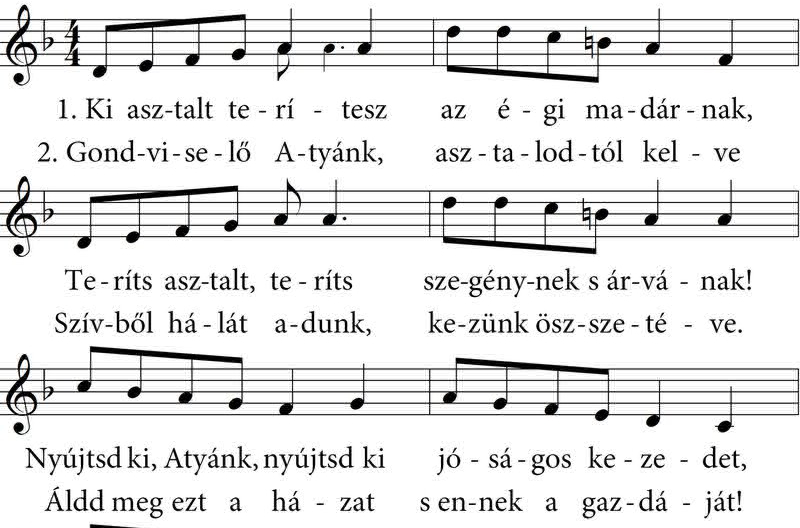 1. Ki asz-talt te - rí - tesz az é - gi ma - dár - nak,
2. Gond-vi - se - lő A-tyánk, asz - ta - lod - tól kel - ve
Te - ríts asz-talt, te - ríts sze-gény-nek s ár-vá - nak!
Szív-ből há - lát a-dunk, ke-zünk ösz-sze - té - ve.
Nyújtsd ki, Atyánk, nyújtsd ki jó - sá - gos ke - ze - det,
Áldd meg ezt a há - zat s en-nek a gaz-dá - ját!